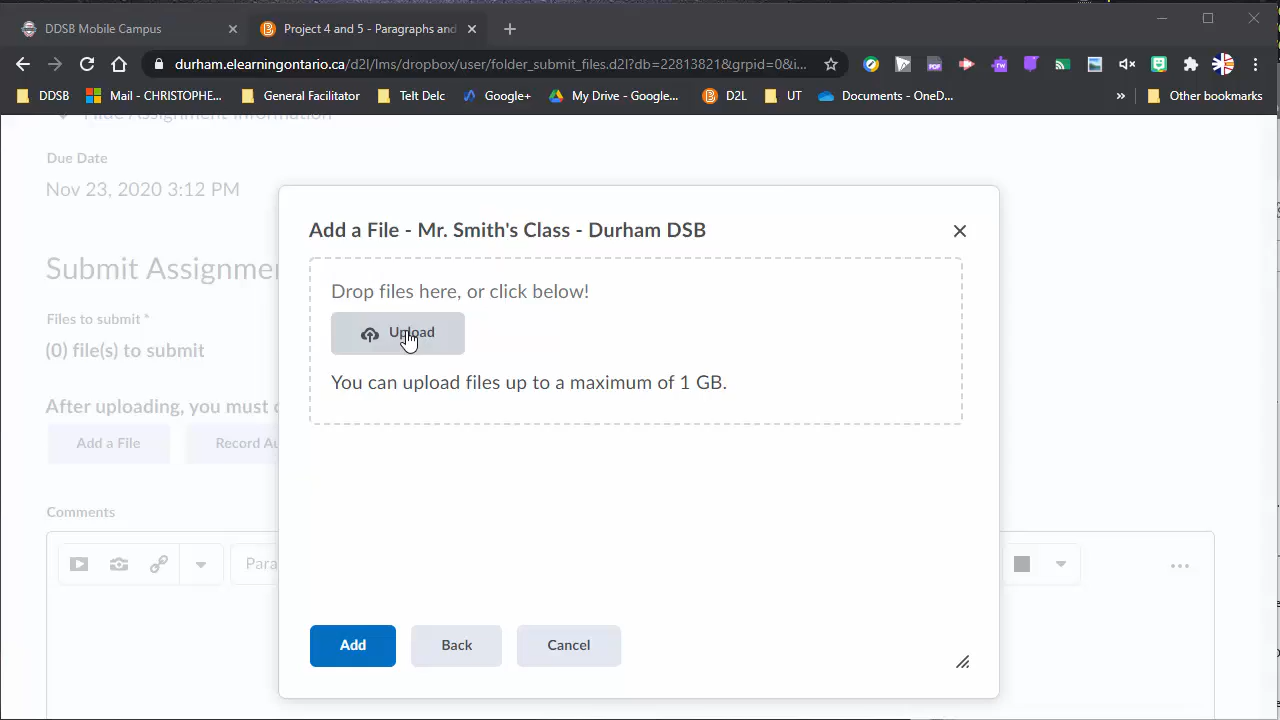 DDSB Mobile Campus
Project 4 and 5 - Paragraphs and
durham.elearningontario.ca/d2l/lms/dropbox/user/folder_submit_files.d2l?db=228138218&grpid=0&i...
DDSB
Mail - CHRISTOPHE...
General Facilitator
Telt Delc
Google+
My Drive - Google...
D2L
UT
Documents - OneD...
»
Other bookmarks
Hide Assignment Information
Due Date
Nov 23, 2020 3:12 PM
Add a File - Mr. Smith's Class - Durham DSB
Submit Assignmen
Drop files here, or click below!
Files to submit *
Upload
(0) file(s) to submit
You can upload files up to a maximum of 1 GB.
After uploading, you must
Add a File
Record Au
Comments
Para
Add
Back
Cancel